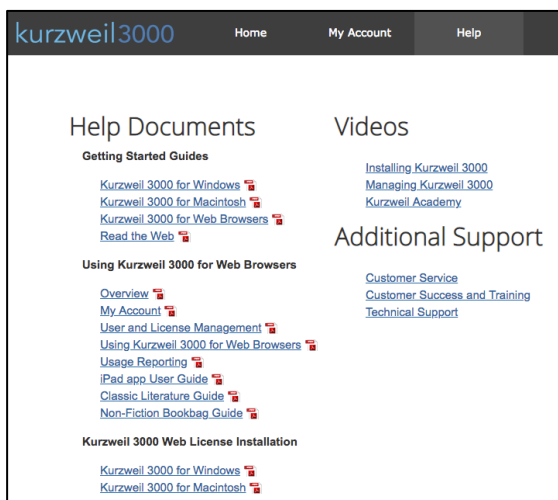 kurzweil3000
Home
My Account
Help
Help Documents
Getting Started Guides
Kurzweil 3000 for Windows
Kurzweil 3000 for Macintosh
Kurzweil 3000 for Web Browsers
Read the Web
Using Kurzweil 3000 for Web Browsers
Overview
My Account
User and License Management
Using Kurzweil 3000 for Web Browsers
Usage Reporting
iPad app User Guide
Classic Literature Guide
Non-Fiction Bookbag Guide
Kurzweil 3000 Web License Installation
Kurzweil 3000 for Windows
Kurzweil 3000 for Macintosh
Videos
Installing Kurzweil 3000
Managing Kurzweil 3000
Kurzweil Academy
Additional Support
Customer Service
Customer Success and Training
Technical Support